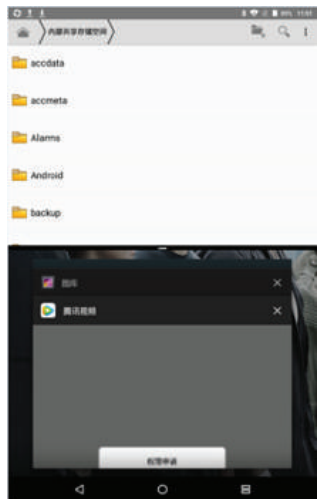 内部共享存储空间
accdata
accmeta
Alarms
Android
backup
图库
腾讯视频
权限申请